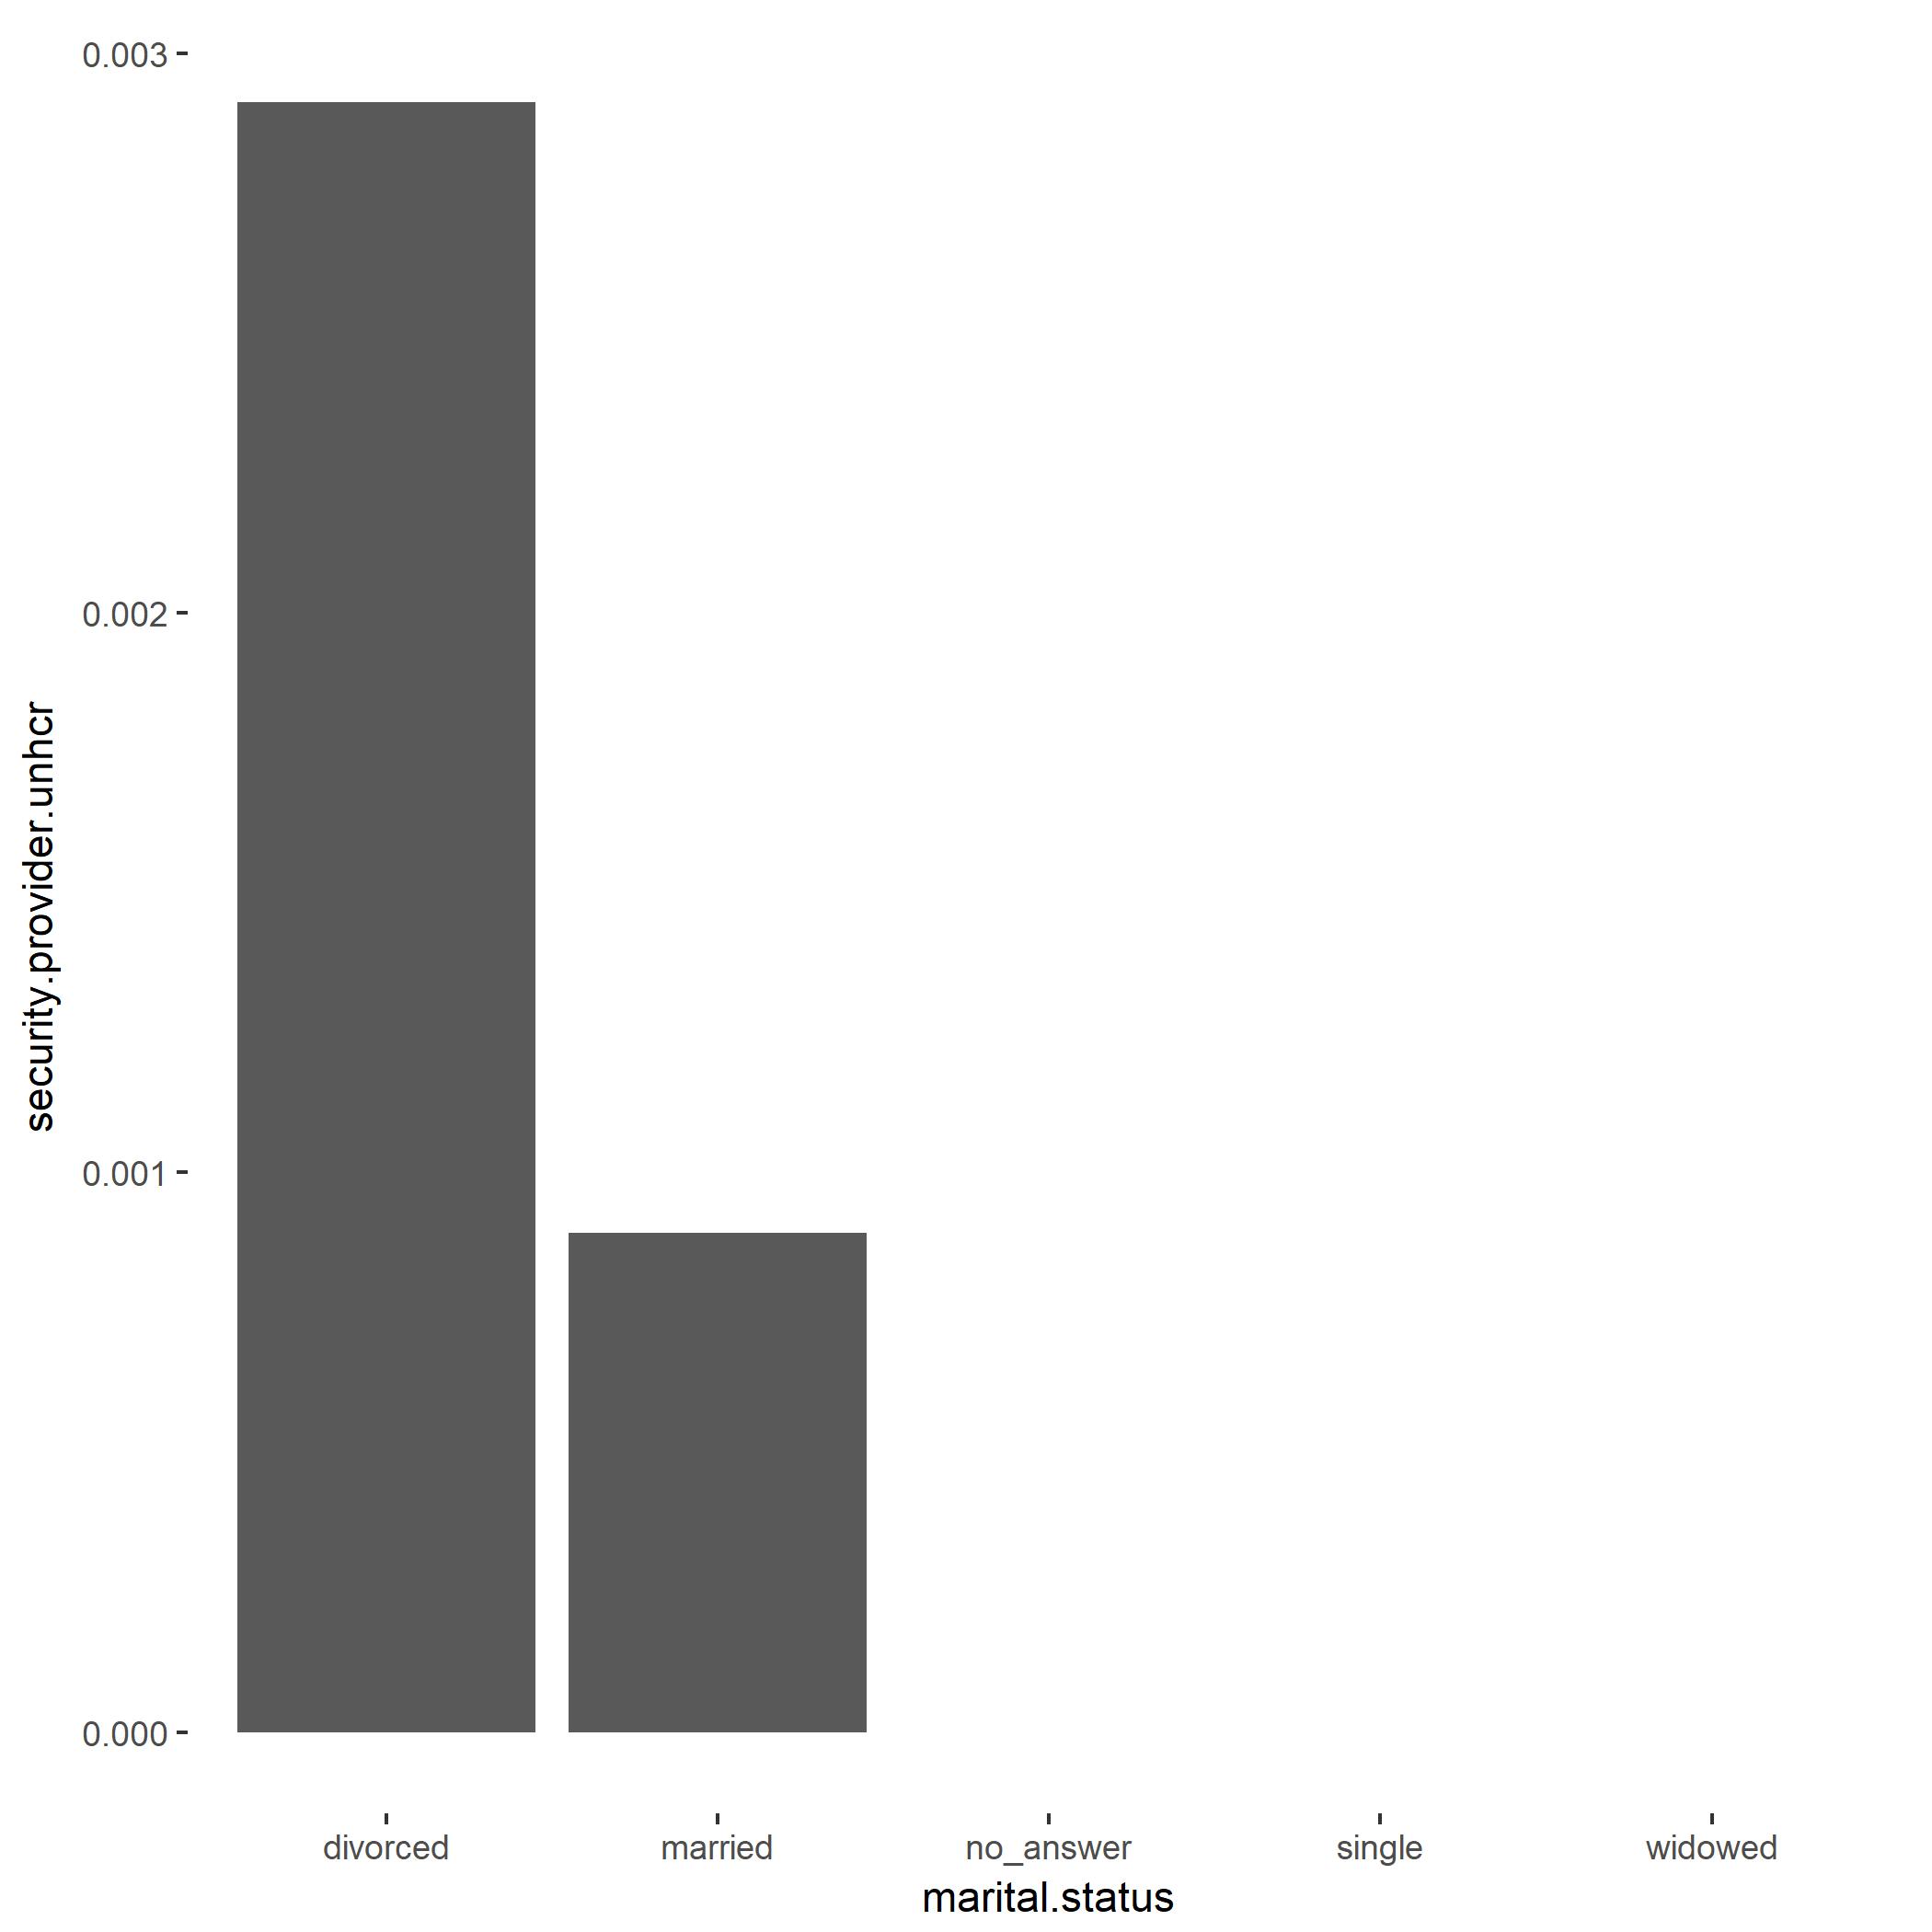 0.003
0.002
0.001
0.000
security.provider.unhcr
divorced married no_answer single widowed
marital.status